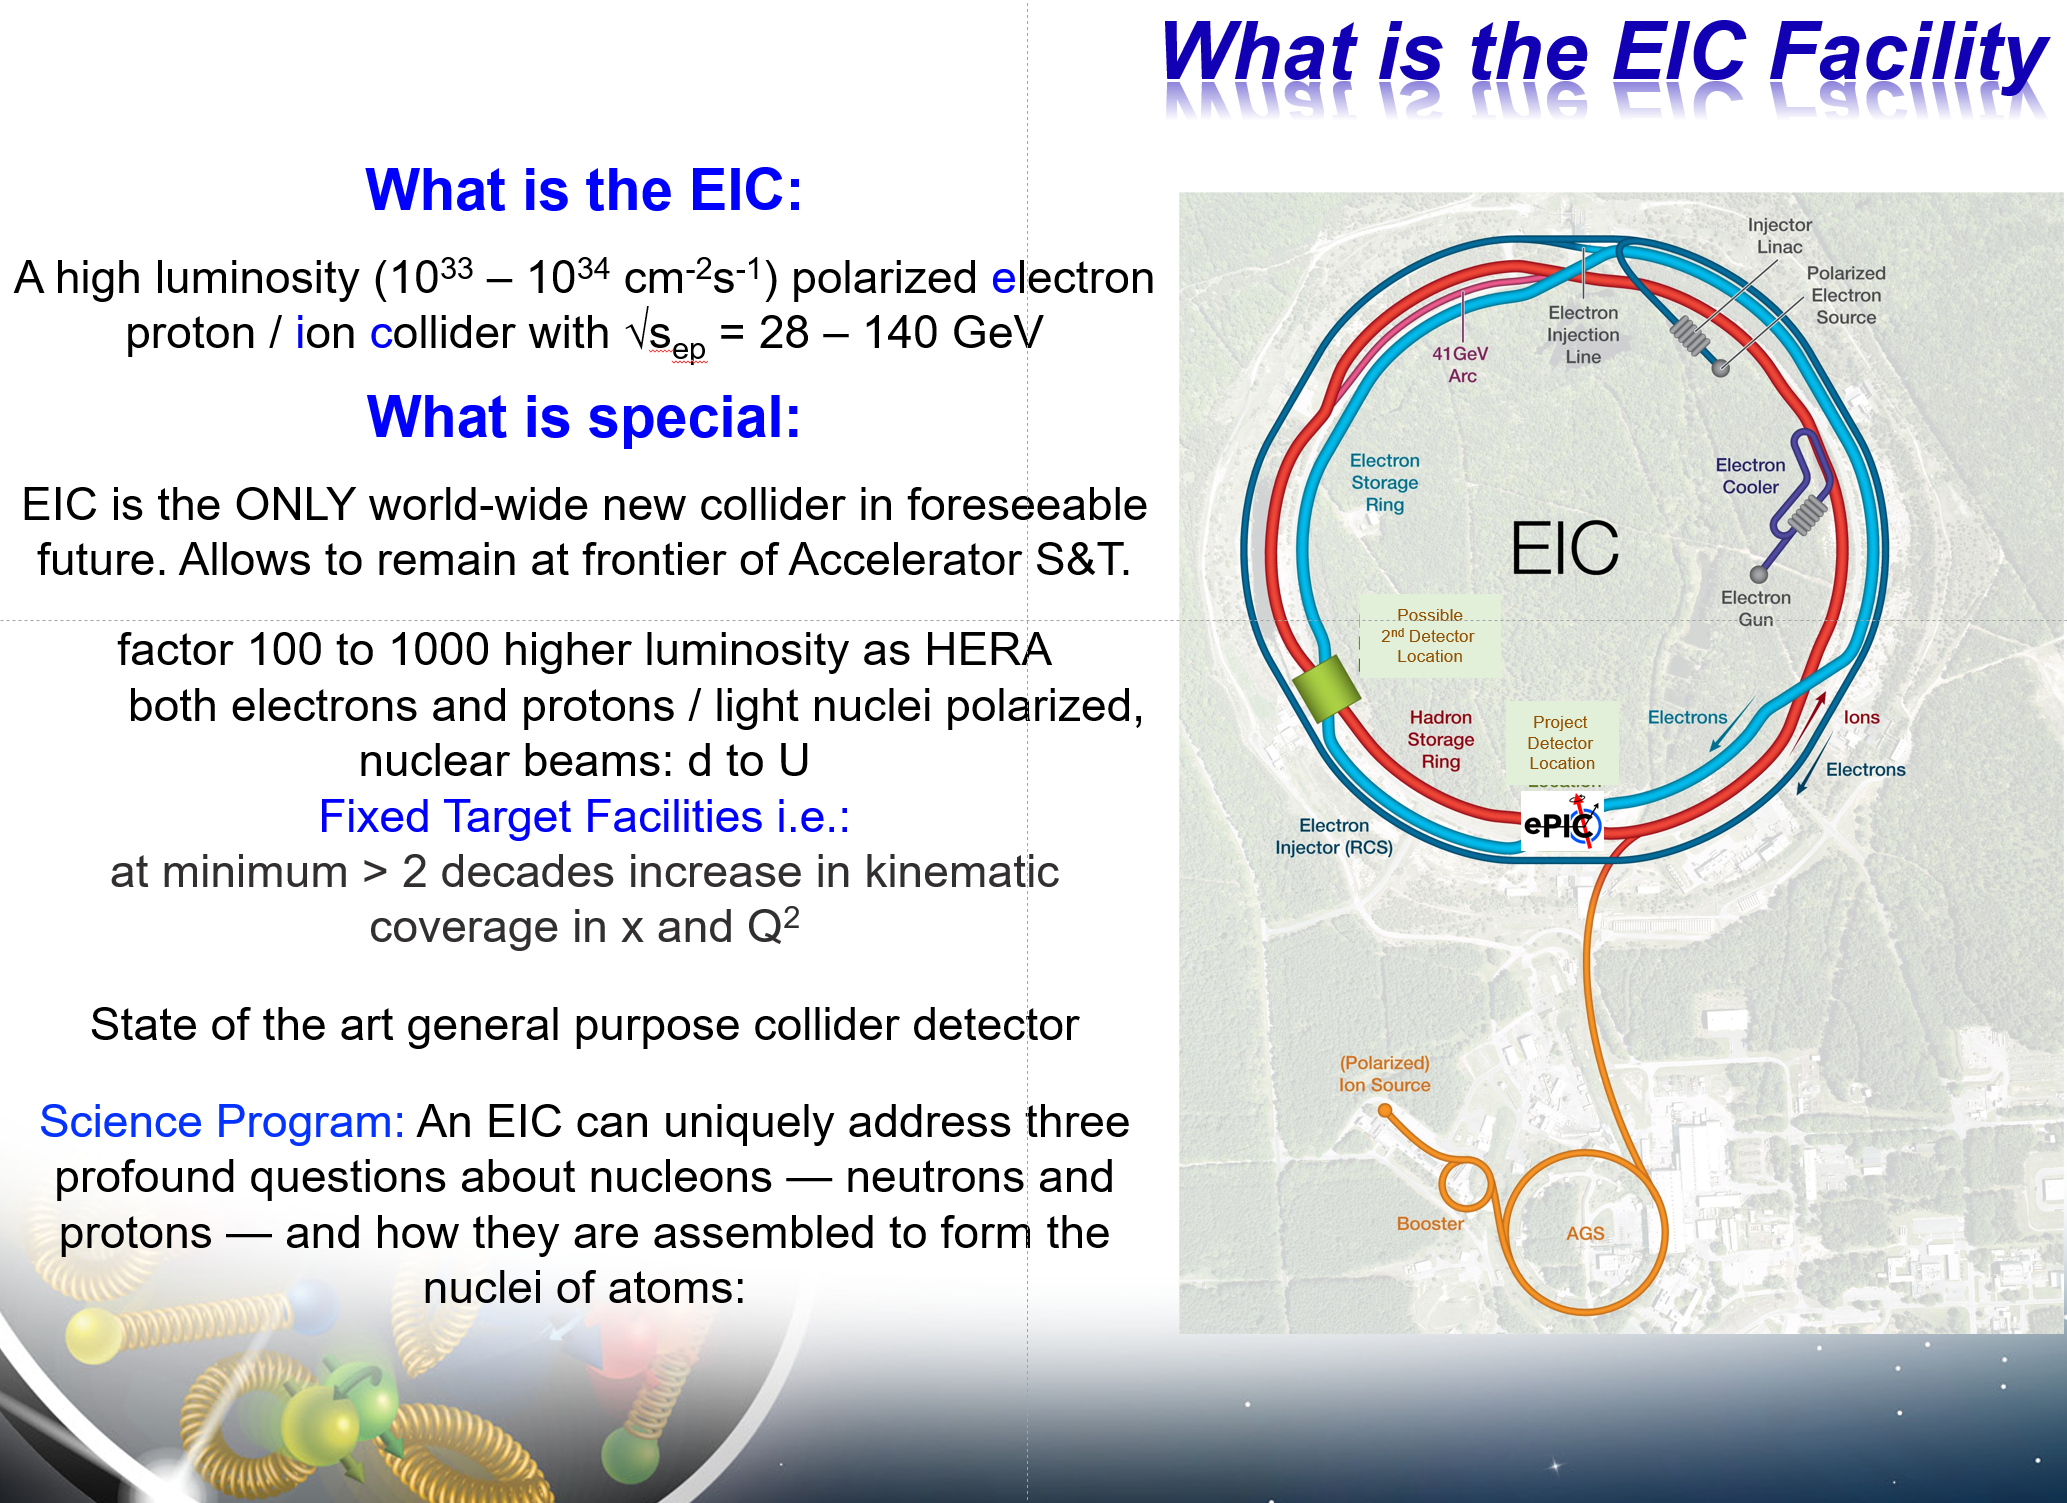 What is the EIC Facility
What is the EIC:
A high luminosity (10³³ – 10³⁴ cm⁻²s⁻¹) polarized electron
proton / ion collider with √s_ep = 28 – 140 GeV
What is special:
EIC is the ONLY world-wide new collider in foreseeable
future. Allows to remain at frontier of Accelerator S&T.
factor 100 to 1000 higher luminosity as HERA
both electrons and protons / light nuclei polarized,
nuclear beams: d to U
Fixed Target Facilities i.e.:
at minimum > 2 decades increase in kinematic
coverage in x and Q²
State of the art general purpose collider detector
Science Program: An EIC can uniquely address three
profound questions about nucleons — neutrons and
protons — and how they are assembled to form the
nuclei of atoms:
Injector
Linac
Polarized
Electron
Source
Electron
Injection
Line
41GeV
Arc
Electron
Storage
Ring
Electron
Cooler
EIC
Electron
Gun
Possible
2nd Detector
Location
Hadron
Storage
Ring
Project
Detector
Location
Location
Electrons
Ions
Electrons
ePIC
Electron
Injector (RCS)
(Polarized)
Ion Source
Booster
AGS